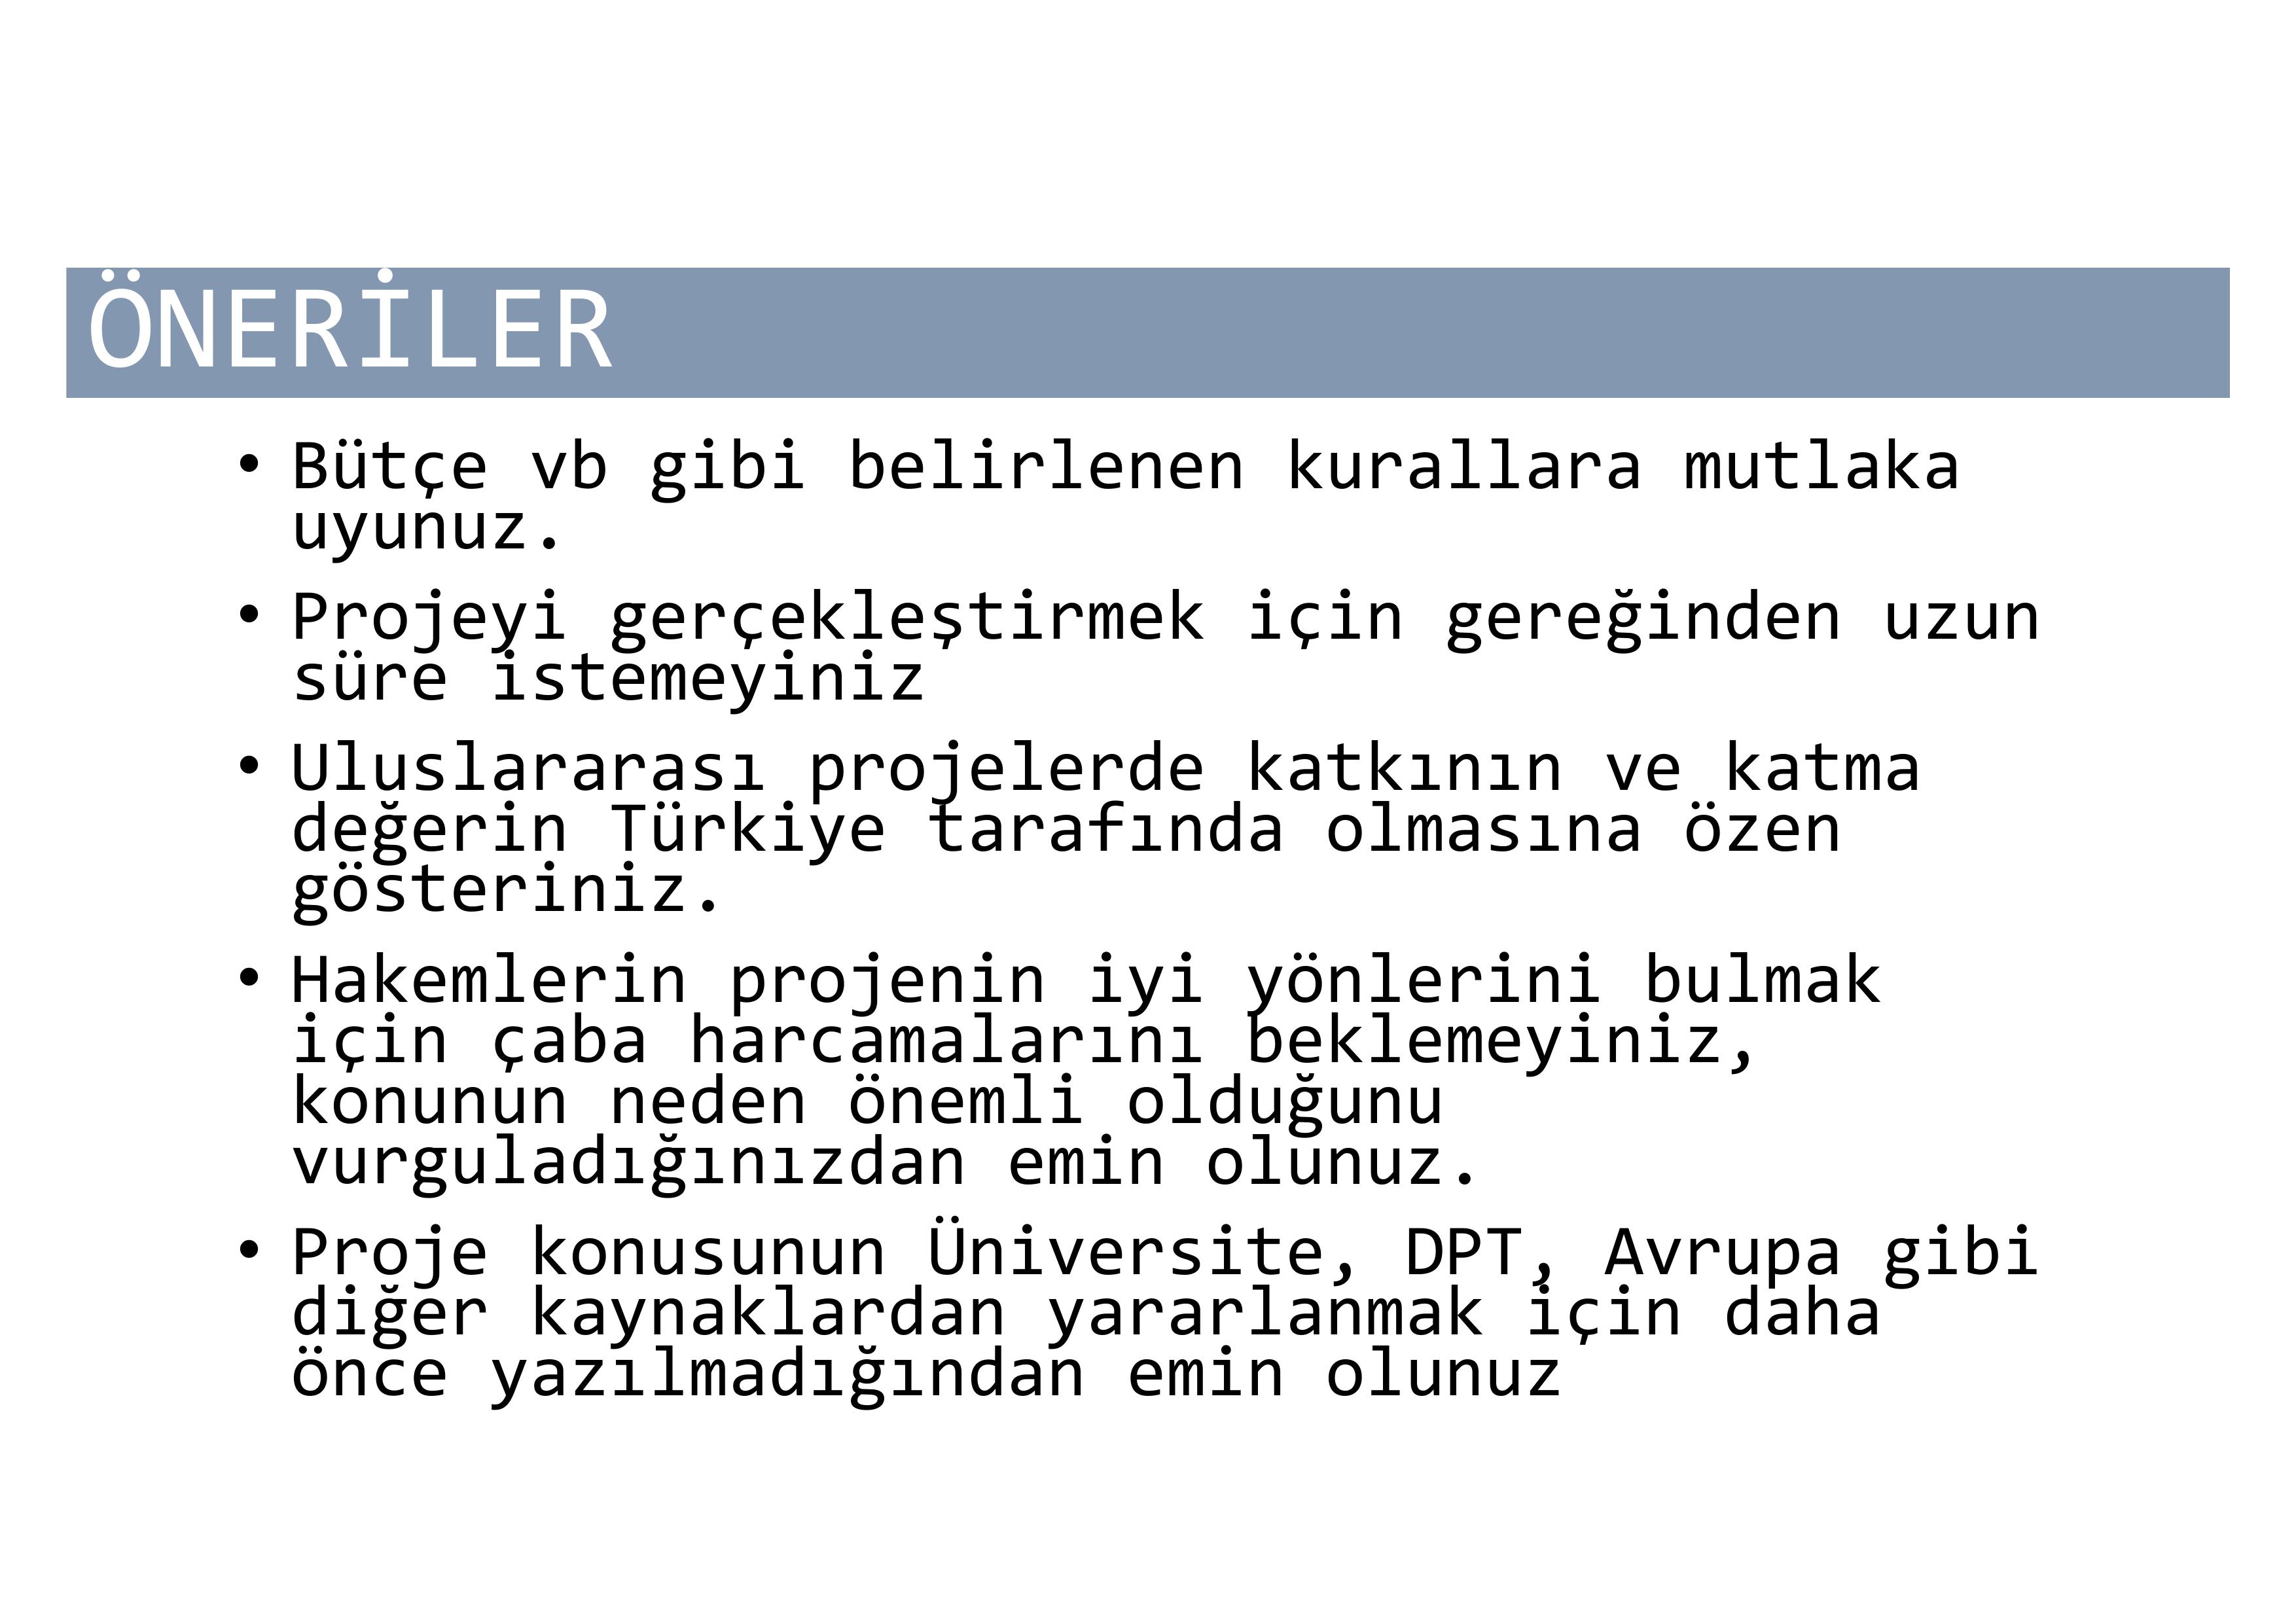 ÖNERİLER
• Bütçe vb gibi belirlenen kurallara mutlaka
uyunuz.
• Projeyi gerçekleştirmek için gereğinden uzun
süre istemeyiniz
• Uluslararası projelerde katkının ve katma
değerin Türkiye tarafında olmasına özen
gösteriniz.
• Hakemlerin projenin iyi yönlerini bulmak
için çaba harcamalarını beklemeyiniz,
konunun neden önemli olduğunu
vurguladığınızdan emin olunuz.
• Proje konusunun Üniversite, DPT, Avrupa gibi
diğer kaynaklardan yararlanmak için daha
önce yazılmadığından emin olunuz